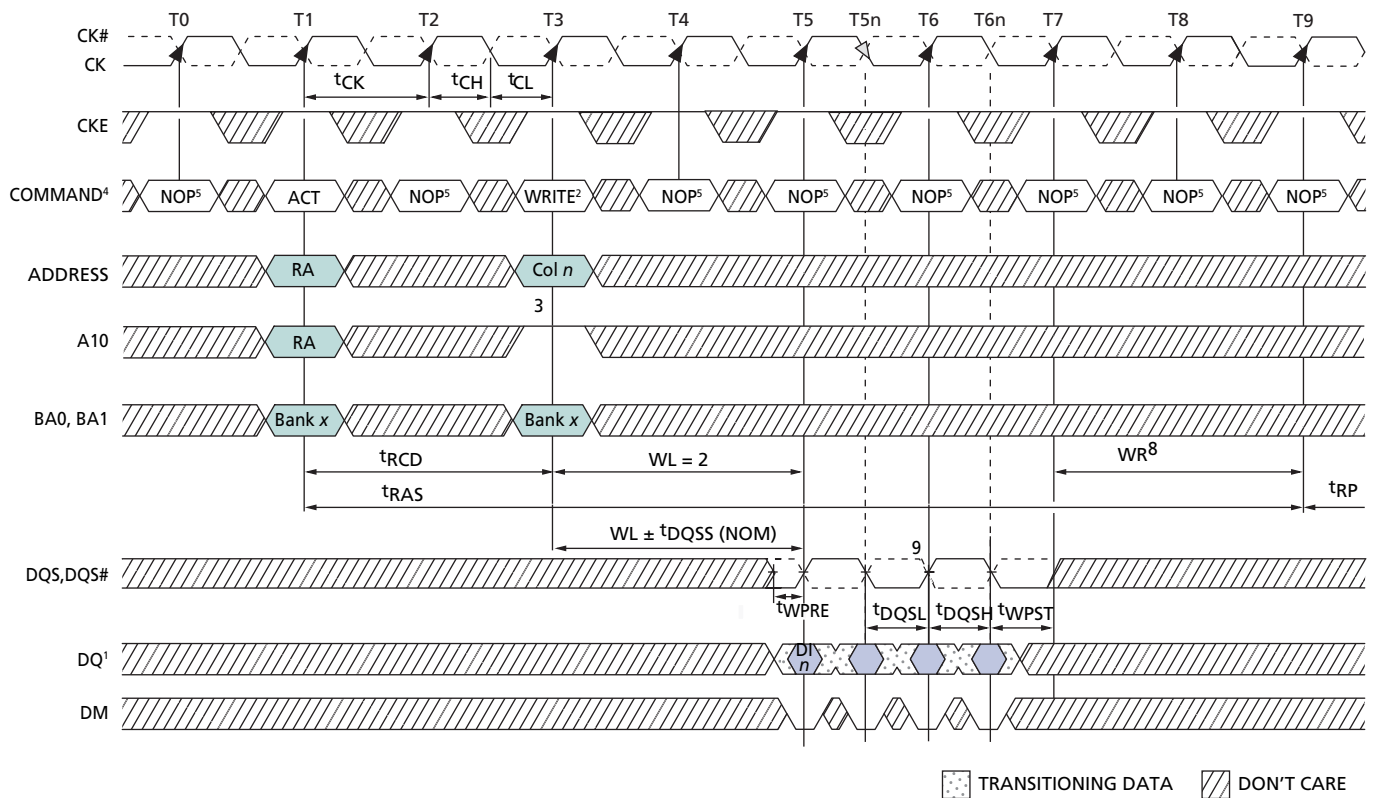 T0 T1 T2 T3 T4 T5 T5n T6 T6n T7 T8 T9
CK#
CK
tCK tCH tCL
CKE
COMMAND4 NOP5 ACT NOP5 WRITE2 NOP5 NOP5 NOP5 NOP5 NOP5 NOP5
ADDRESS RA Col n
3
A10 RA
BA0, BA1 Bank x Bank x
tRCD WL = 2 WR8
tRAS tRP
WL ± tDQSS (NOM)
9
DQS,DQS#
tWPRE tDQSL tDQSH tWPST
DQ1 DI
n
DM
TRANSITIONING DATA DON'T CARE